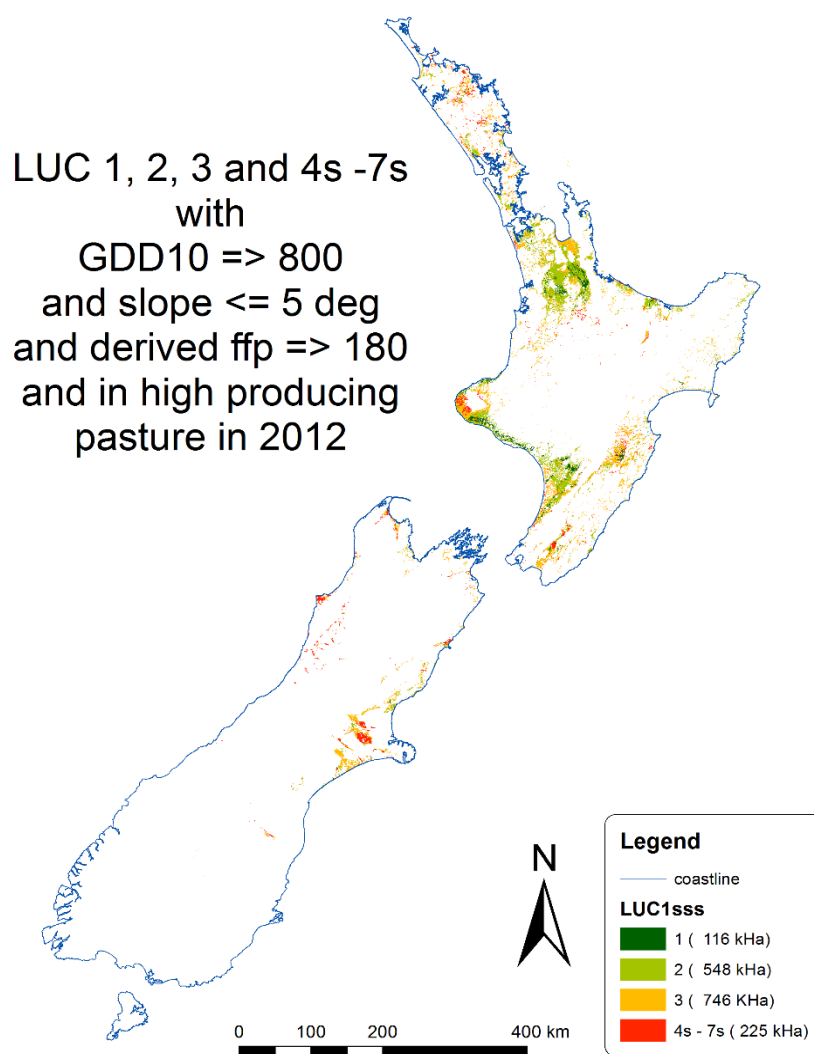 LUC 1, 2, 3 and 4s -7s
with
GDD10 => 800
and slope <= 5 deg
and derived ffp => 180
and in high producing
pasture in 2012
N
Legend
coastline
LUC1sss
1 ( 116 kHa)
2 ( 548 kHa)
3 ( 746 KHa)
4s - 7s ( 225 kHa)
0 100 200 400 km